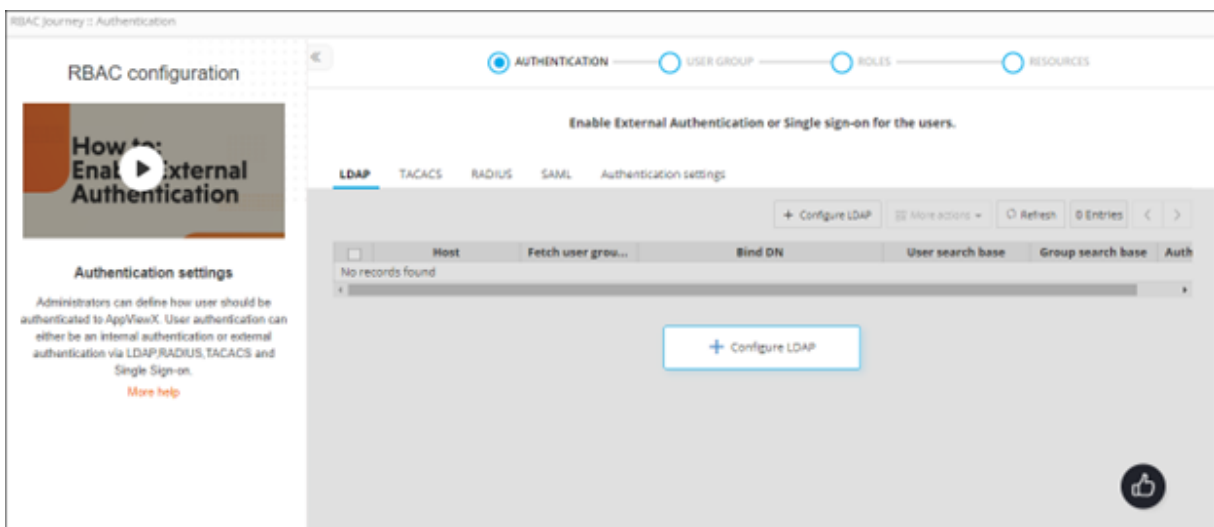 RBAC Journey :: Authentication
RBAC configuration
How to:
Enable External
Authentication
Authentication settings
Administrators can define how user should be
authenticated to AppViewX. User authentication can
either be an internal authentication or external
authentication via LDAP,RADIUS,TACACS and
Single Sign-on.
More help
AUTHENTICATION USER GROUP ROLES RESOURCES
Enable External Authentication or Single sign-on for the users.
LDAP TACACS RADIUS SAML Authentication settings
+ Configure LDAP More actions Refresh 0 Entries
Host Fetch user grou... Bind DN User search base Group search base Auth
No records found
+ Configure LDAP